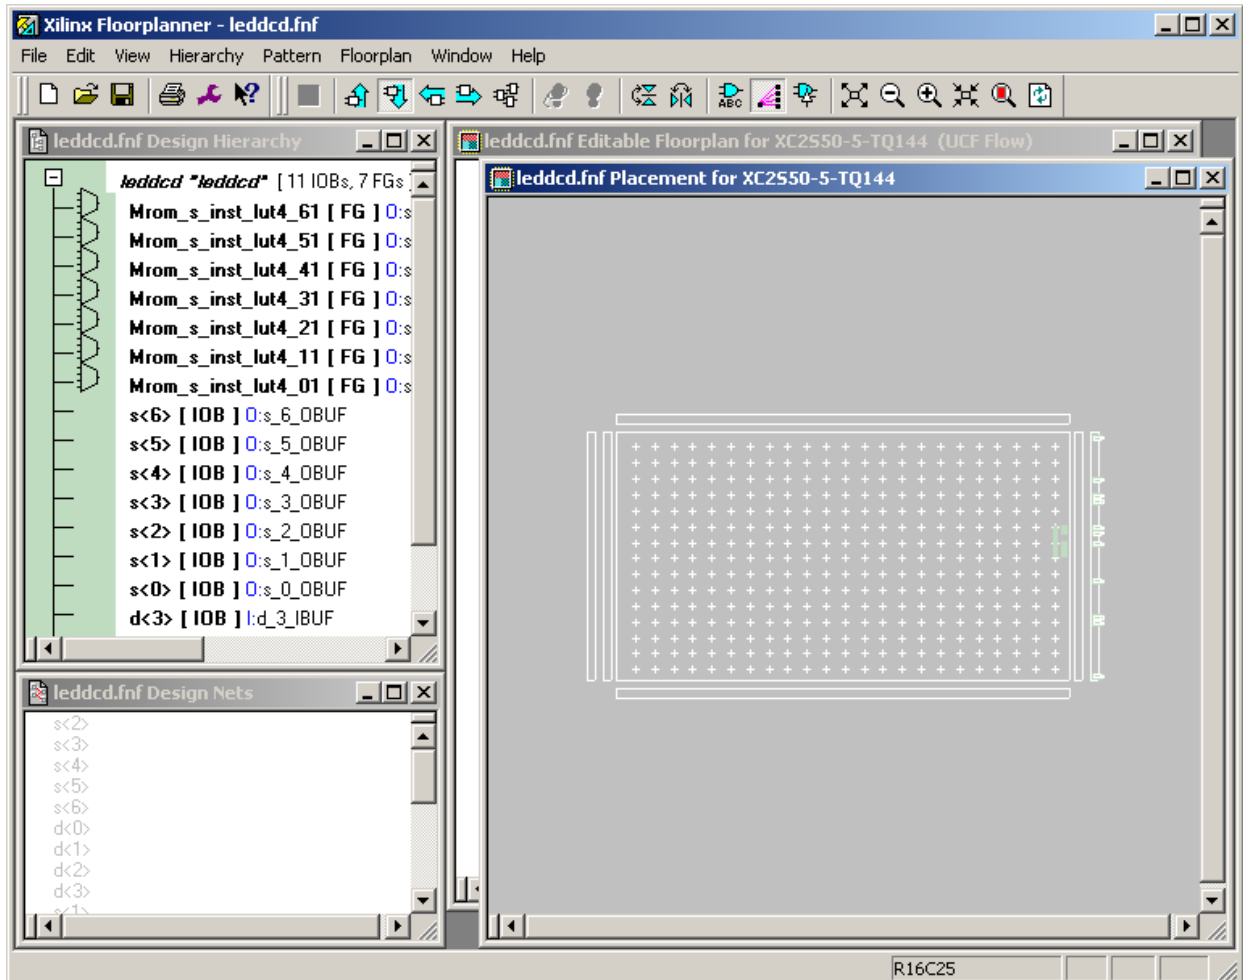 Xilinx Floorplanner - leddcd.fnf
File Edit View Hierarchy Pattern Floorplan Window Help
ABC
leddcd.fnf Design Hierarchy
leddcd "leddcd" [ 11 IOBs, 7 FGs
Mrom_s_inst_lut4_61 [ FG ] O:s
Mrom_s_inst_lut4_51 [ FG ] O:s
Mrom_s_inst_lut4_41 [ FG ] O:s
Mrom_s_inst_lut4_31 [ FG ] O:s
Mrom_s_inst_lut4_21 [ FG ] O:s
Mrom_s_inst_lut4_11 [ FG ] O:s
Mrom_s_inst_lut4_01 [ FG ] O:s
s<6> [ IOB ] O:s_6_OBUF
s<5> [ IOB ] O:s_5_OBUF
s<4> [ IOB ] O:s_4_OBUF
s<3> [ IOB ] O:s_3_OBUF
s<2> [ IOB ] O:s_2_OBUF
s<1> [ IOB ] O:s_1_OBUF
s<0> [ IOB ] O:s_0_OBUF
d<3> [ IOB ] I:d_3_IBUF
leddcd.fnf Design Nets
s<2>
s<3>
s<4>
s<5>
s<6>
d<0>
d<1>
d<2>
d<3>
s<1>
leddcd.fnf Editable Floorplan for XC2S50-5-TQ144 (UCF Flow)
leddcd.fnf Placement for XC2S50-5-TQ144
R16C25